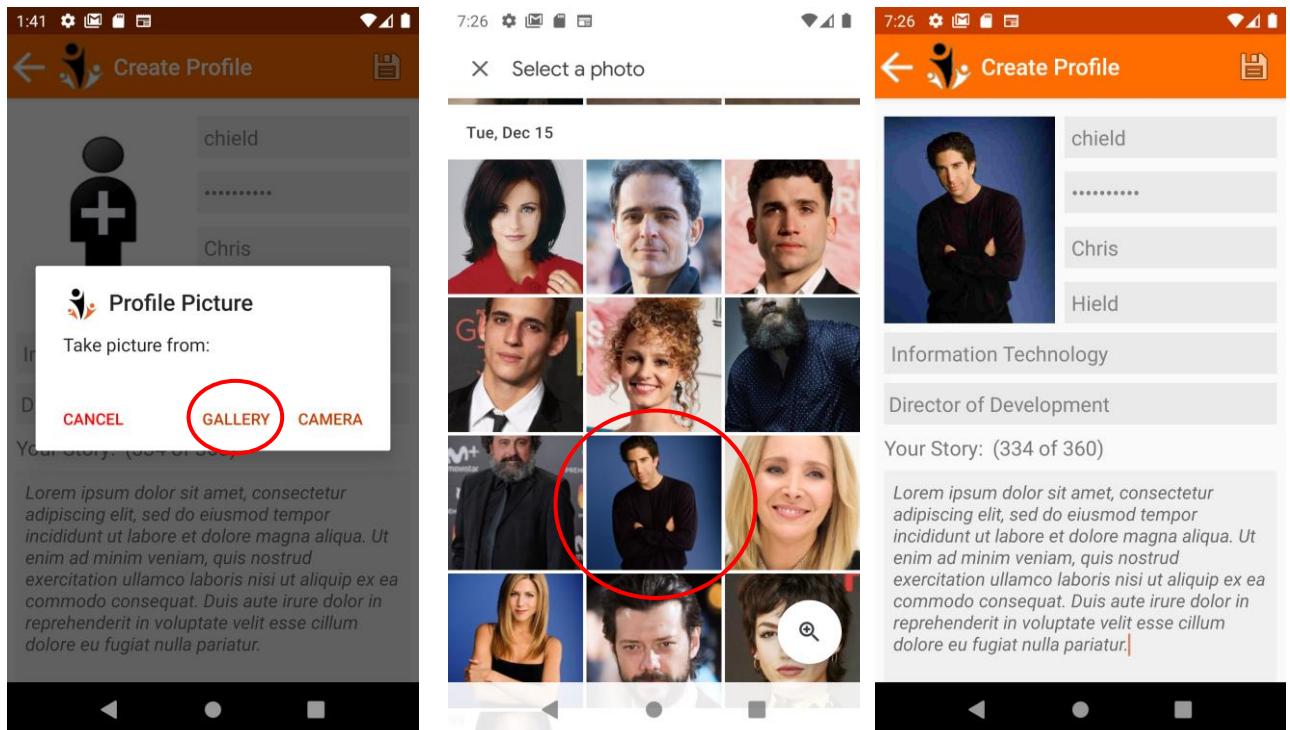 1:41
Create Profile
chield
••••••••••
Chris
Profile Picture
Take picture from:
CANCEL GALLERY CAMERA
Your Story: (334 of 360)
Lorem ipsum dolor sit amet, consectetur
adipiscing elit, sed do eiusmod tempor
incididunt ut labore et dolore magna aliqua. Ut
enim ad minim veniam, quis nostrud
exercitation ullamco laboris nisi ut aliquip ex ea
commodo consequat. Duis aute irure dolor in
reprehenderit in voluptate velit esse cillum
dolore eu fugiat nulla pariatur.
7:26
Select a photo
Tue, Dec 15
M+
movistar
7:26
Create Profile
chield
••••••••••
Chris
Hield
Information Technology
Director of Development
Your Story: (334 of 360)
Lorem ipsum dolor sit amet, consectetur
adipiscing elit, sed do eiusmod tempor
incididunt ut labore et dolore magna aliqua. Ut
enim ad minim veniam, quis nostrud
exercitation ullamco laboris nisi ut aliquip ex ea
commodo consequat. Duis aute irure dolor in
reprehenderit in voluptate velit esse cillum
dolore eu fugiat nulla pariatur.